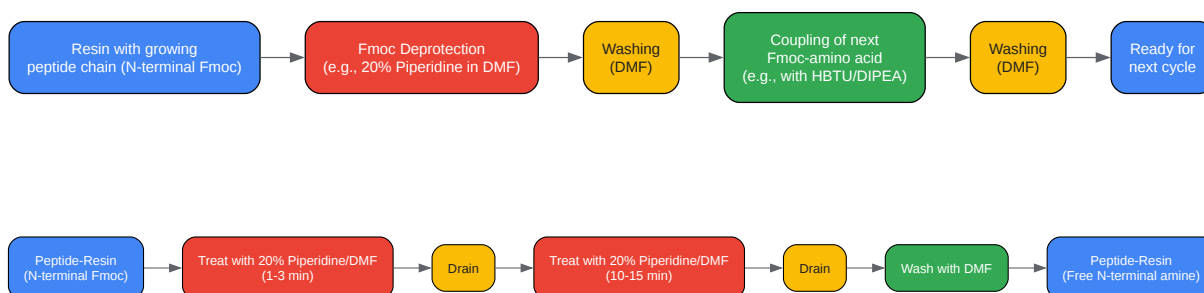 Resin with growing
peptide chain (N-terminal Fmoc)
Fmoc Deprotection
(e.g., 20% Piperidine in DMF)
Washing
(DMF)
Coupling of next
Fmoc-amino acid
(e.g., with HBTU/DIPEA)
Washing
(DMF)
Ready for
next cycle
Peptide-Resin
(N-terminal Fmoc)
Treat with 20% Piperidine/DMF
(1-3 min)
Drain
Treat with 20% Piperidine/DMF
(10-15 min)
Drain
Wash with DMF
Peptide-Resin
(Free N-terminal amine)